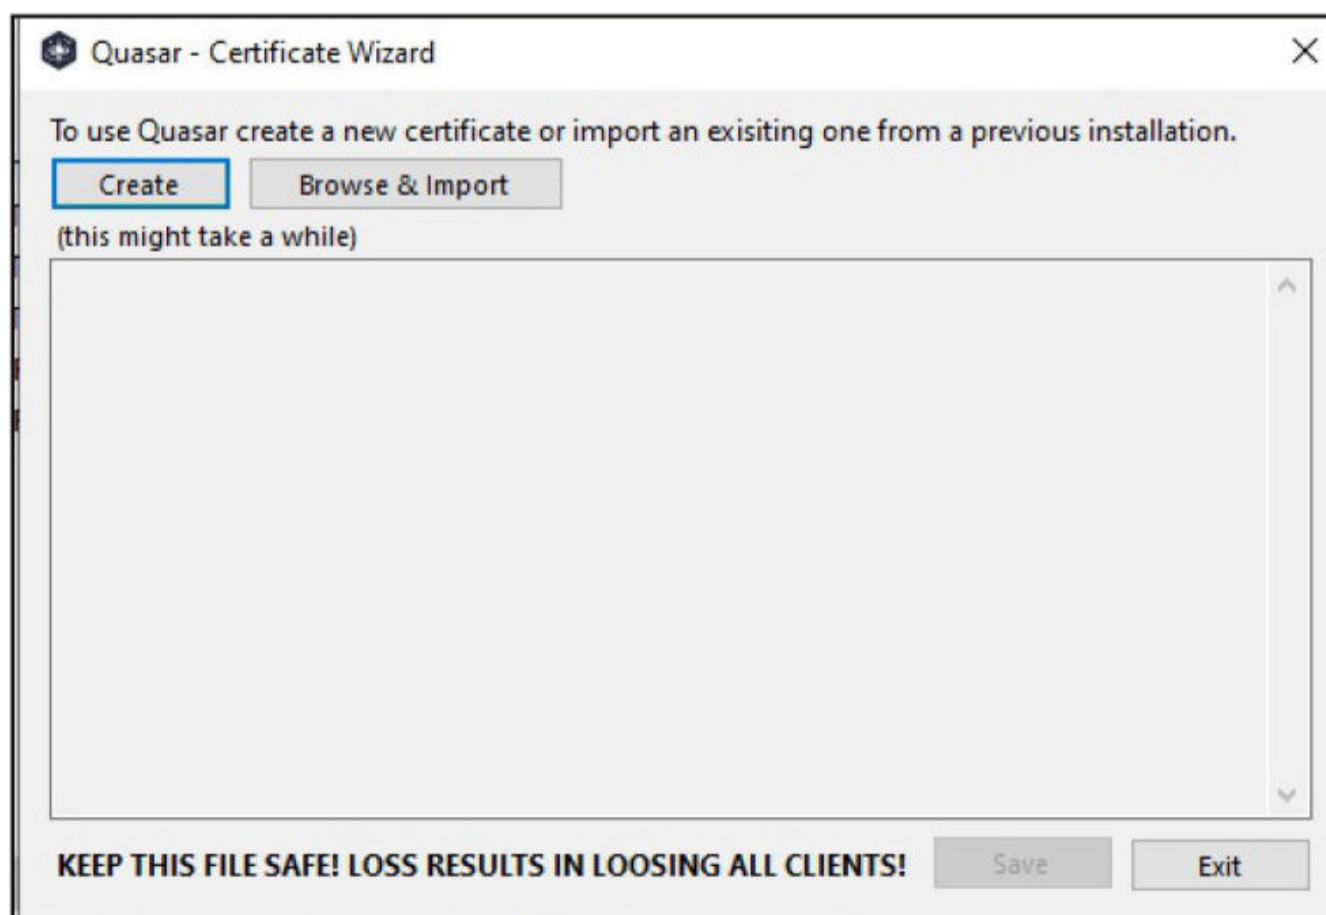 Quasar - Certificate Wizard
To use Quasar create a new certificate or import an exisiting one from a previous installation.
Create Browse & Import
(this might take a while)
KEEP THIS FILE SAFE! LOSS RESULTS IN LOOSING ALL CLIENTS! Save Exit